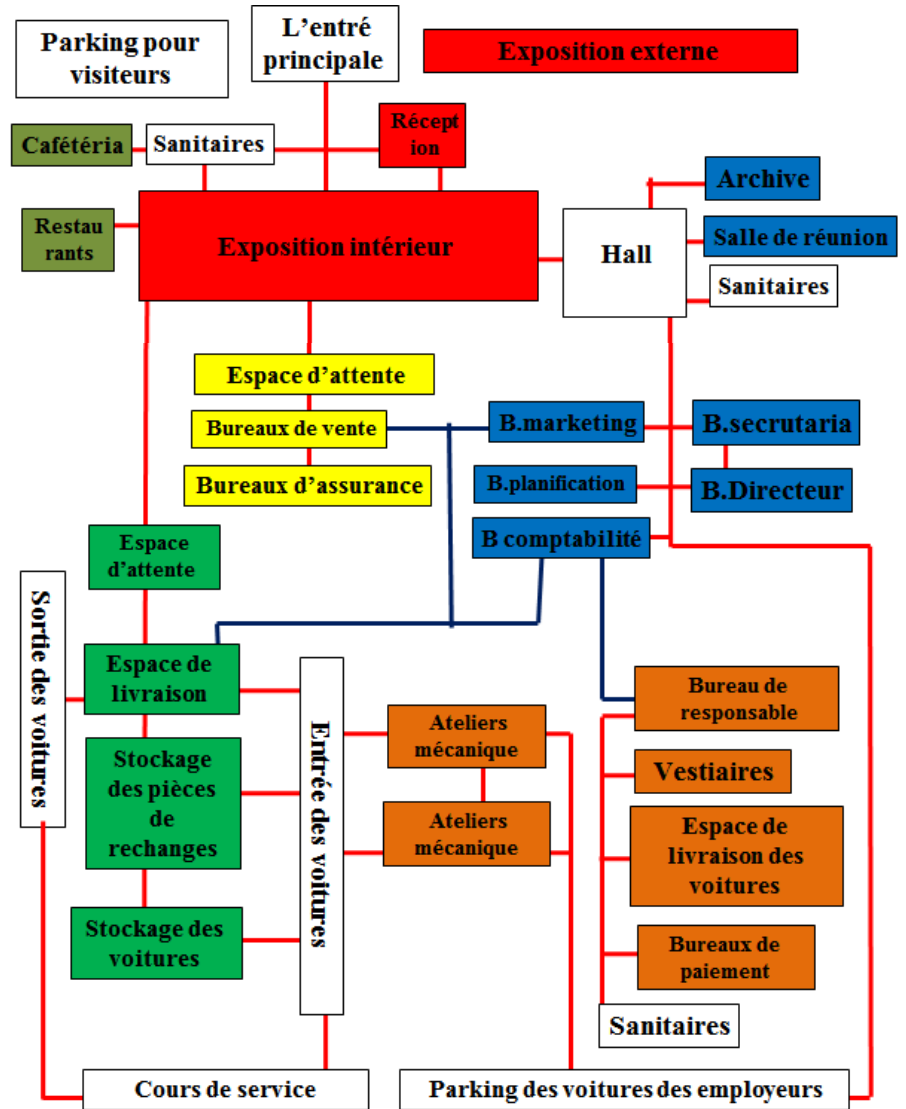 Parking pour
visiteurs
L'entré
principale
Exposition externe
Cafétéria
Sanitaires
Récept
ion
Archive
Restau
rants
Exposition intérieur
Hall
Salle de réunion
Sanitaires
Espace d'attente
Bureaux de vente
B.marketing
B.secrutaria
Bureaux d'assurance
B.planification
B.Directeur
B comptabilité
Espace
d'attente
Sortie des voitures
Espace de
livraison
Entrée des voitures
Bureau de
responsable
Ateliers
mécanique
Stockage
des pièces
de
rechanges
Vestiaires
Ateliers
mécanique
Espace de
livraison des
voitures
Stockage des
voitures
Bureaux de
paiement
Sanitaires
Cours de service
Parking des voitures des employeurs